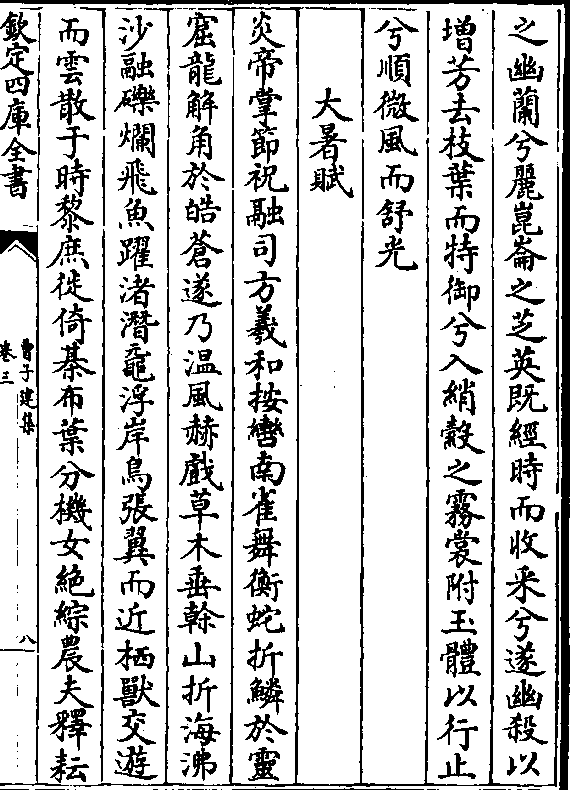 之幽蘭兮麗崑崙之芝英既經時而收采兮遂幽殺以
増芳去枝葉而特御兮入綃縠之霧裳附玉體以行止
兮順微風而舒光
大暑賦
炎帝掌節祝融司方羲和按轡南雀舞衡蛇折鱗於靈
窟龍解角於皓蒼遂乃温風赫戲草木垂幹山折海沸
沙融礫爛飛魚躍渚潛黿浮岸鳥張翼而近栖獸交遊
而雲散于時黎庶徙倚棊布葉分機女絶綜農夫釋耘
欽定四庫全書
曹子建集
卷三
八